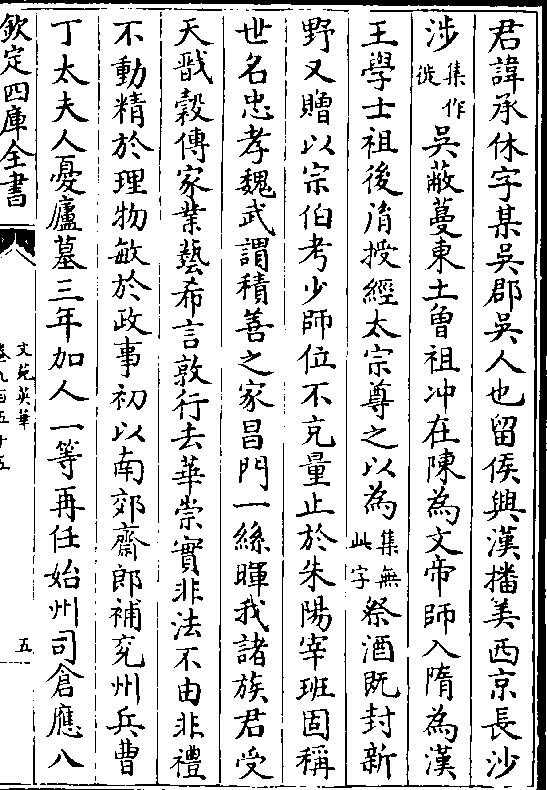 君諱承休字某吳郡吳人也留侯興漢播美西京長沙
涉集作徙吳蔽蔓東土曾祖冲在陳為文帝師入隋為漢
王學士祖後𦙍授經太宗尊之以為集無此字祭酒既封新
野又贈以宗伯考少師位不充量止於朱陽宰班固稱
世名忠孝魏武謂積善之家昌門一絲暉我諸族君受
天戩穀傳家業藝希言敦行去華崇實非法不由非禮
不動精於理物敏於政事初以南郊齋郎補兖州兵曹
丁太夫人憂廬墓三年加人一等再任始州司倉應八
欽定四庫全書
文苑英華
卷九百五十五
五